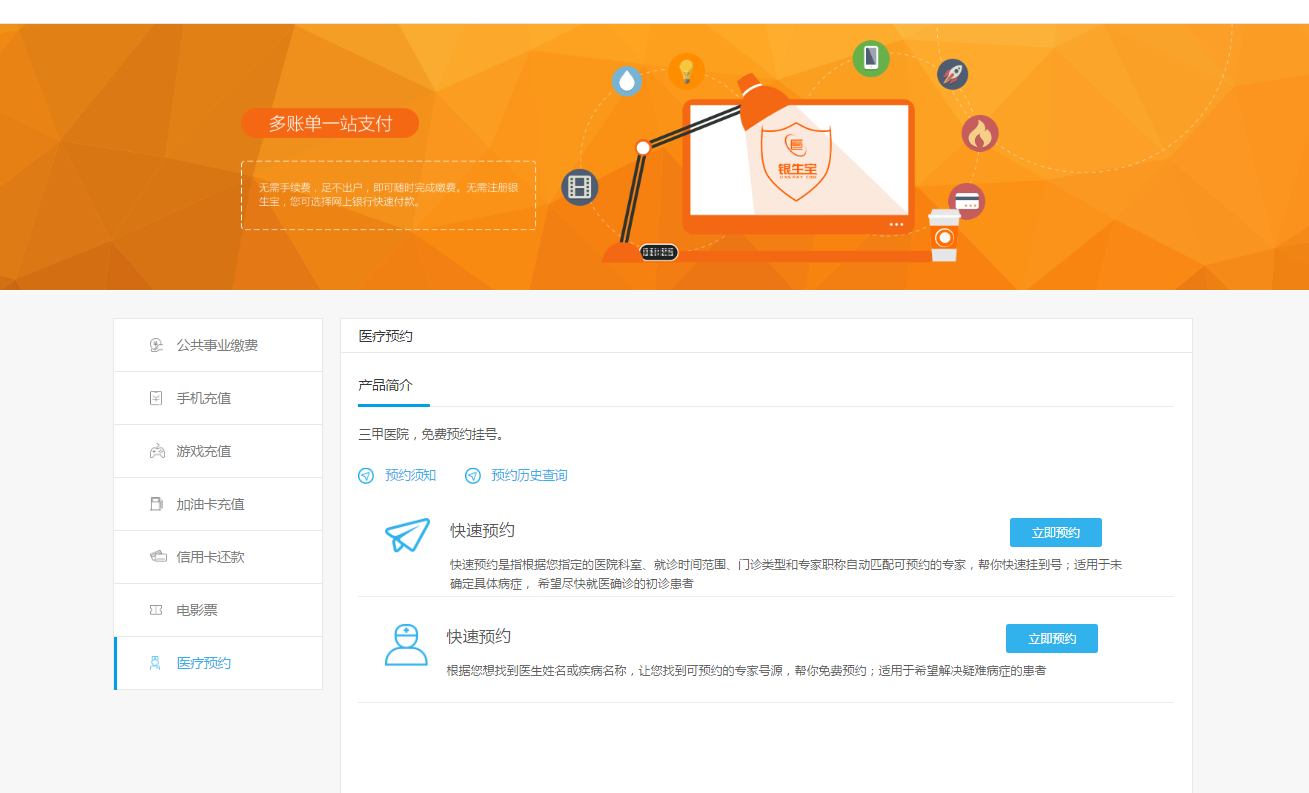 多账单一站支付
无需手续费，足不出户，即可随时完成缴费。无需注册银
生宝，您可选择网上银行快速付款。
银生宝
公共事业缴费
手机充值
游戏充值
加油卡充值
信用卡还款
电影票
医疗预约
医疗预约
产品简介
三甲医院，免费预约挂号。
预约须知
预约历史查询
快速预约
立即预约
快速预约是指根据您指定的医院科室、就诊时间范围、门诊类型和专家职称自动匹配可预约的专家，帮你快速挂到号；适用于未
确定具体病症， 希望尽快就医确诊的初诊患者
快速预约
立即预约
根据您想找到医生姓名或疾病名称，让您找到可预约的专家号源，帮你免费预约；适用于希望解决疑难病症的患者